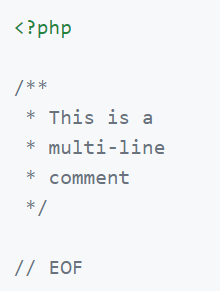 <?php
/**
 * This is a
 * multi-line
 * comment
 */
// EOF